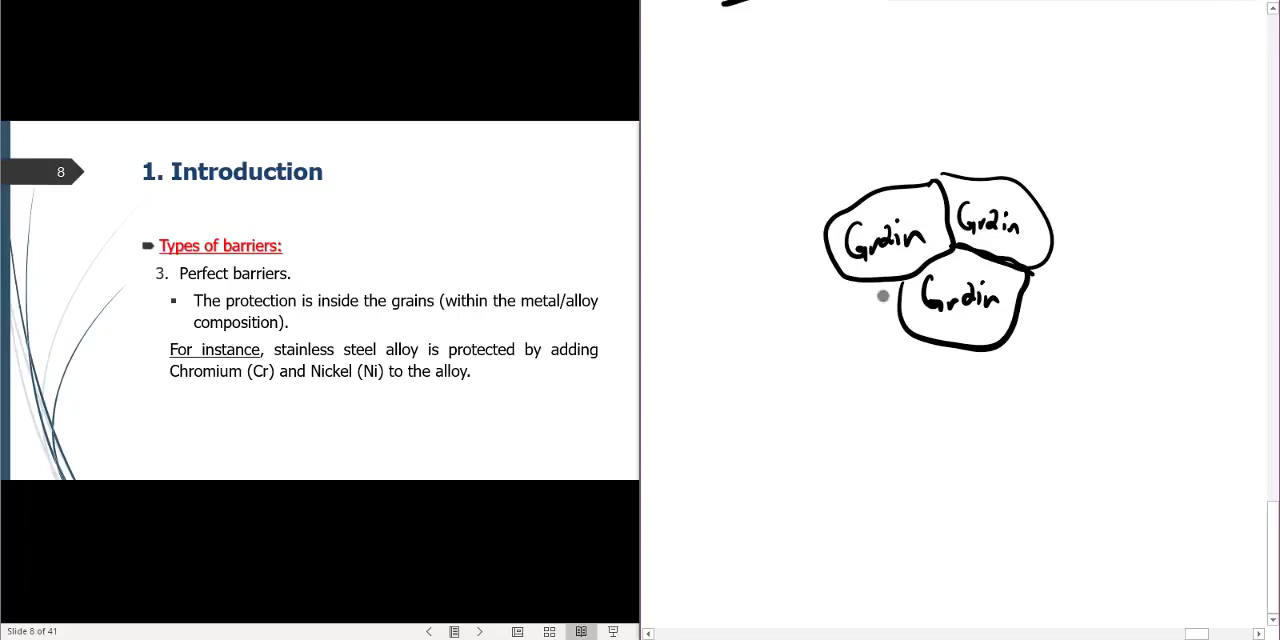 8
1. Introduction
Types of barriers:
3. Perfect barriers.
The protection is inside the grains (within the metal/alloy
composition).
For instance, stainless steel alloy is protected by adding
Chromium (Cr) and Nickel (Ni) to the alloy.
Slide 8 of 41
Grain
Grain
Grain